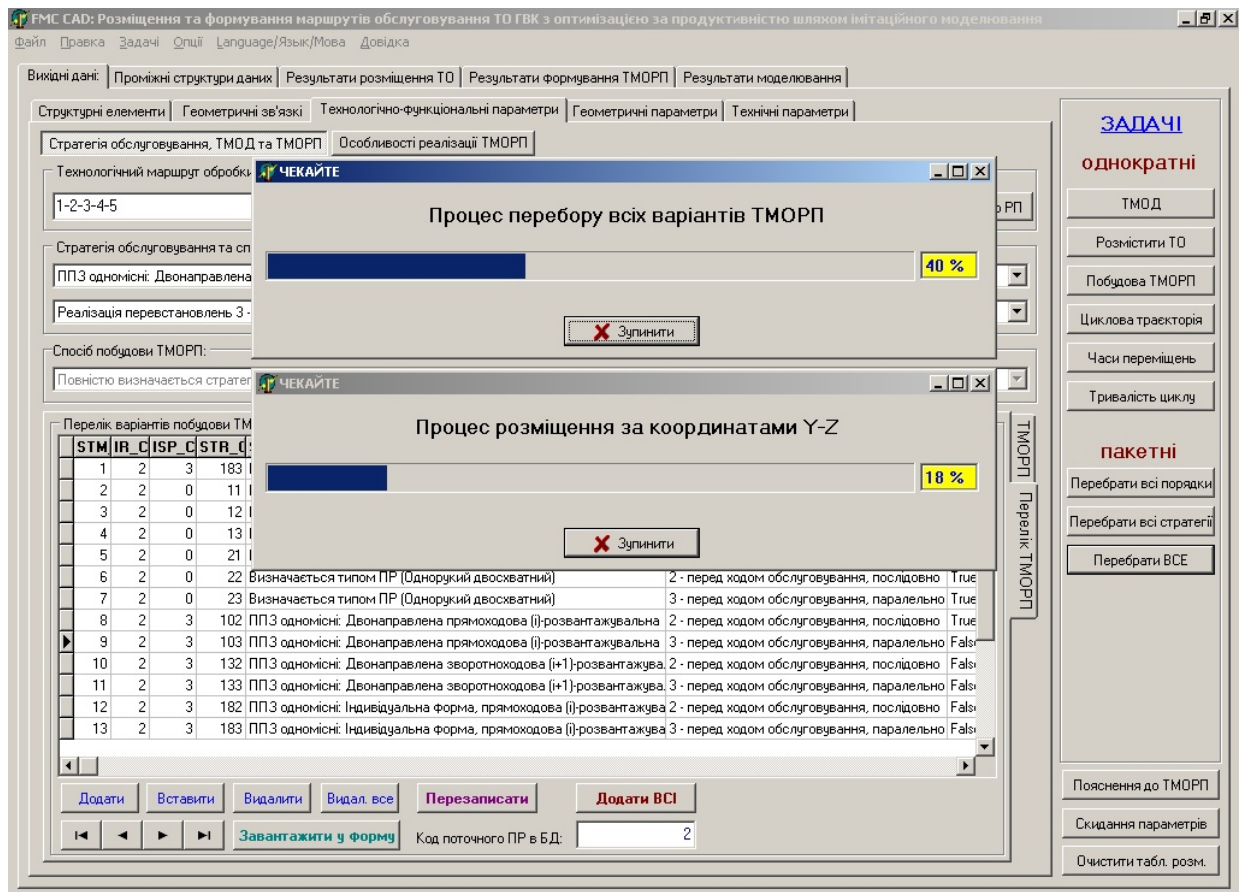 FMC CAD: Розміщення та формування маршрутів обслуговування ТО ГВК з оптимізацією за продуктивністю шляхом імітаційного моделювання
Файл Правка Задачі Опції Language/Язык/Мова Довідка
Вихідні дані: Проміжні структури даних Результати розміщення ТО Результати формування ТМОРП Результати моделювання
Структурні елементи Геометричні зв'язкі Технологічно-функціональні параметри Геометричні параметри Технічні параметри
Стратегія обслуговування, ТМОД та ТМОРП Особливості реалізації ТМОРП
Технологічний маршрут обробки
1-2-3-4-5
РП
Стратегія обслуговування та сп
ППЗ одномісні: Двонаправлена
Реалізація перевстановлень 3 -
Спосіб побудови ТМОРП:
Повністю визначається стратег
ЧЕКАЙТЕ
Процес перебору всіх варіантів ТМОРП
40 %
Зупинити
ЧЕКАЙТЕ
Процес розміщення за координатами Y-Z
18 %
Зупинити
Перелік варіантів побудови ТМ
STM IR_C ISP_C STR_C
1 2 3 183
2 2 0 11
3 2 0 12
4 2 0 13
5 2 0 21
6 2 0 22 Визначається типом ПР (Однорукий двосхватний) 2 - перед ходом обслуговування, послідовно True
7 2 0 23 Визначається типом ПР (Однорукий двосхватний) 3 - перед ходом обслуговування, паралельно True
8 2 3 102 ППЗ одномісні: Двонаправлена прямоходова (i)-розвантажувальна 2 - перед ходом обслуговування, послідовно True
9 2 3 103 ППЗ одномісні: Двонаправлена прямоходова (i)-розвантажувальна 3 - перед ходом обслуговування, паралельно Fals
10 2 3 132 ППЗ одномісні: Двонаправлена зворотноходова (i+1)-розвантажува. 2 - перед ходом обслуговування, послідовно Fals
11 2 3 133 ППЗ одномісні: Двонаправлена зворотноходова (i+1)-розвантажува. 3 - перед ходом обслуговування, паралельно Fals
12 2 3 182 ППЗ одномісні: Індивідуальна форма, прямоходова (i)-розвантажува 2 - перед ходом обслуговування, послідовно Fals
13 2 3 183 ППЗ одномісні: Індивідуальна форма, прямоходова (i)-розвантажува 3 - перед ходом обслуговування, паралельно Fals
ТМОРП
Перелік ТМОРП
Додати Вставити Видалити Видал. все Перезаписати Додати ВСІ
Завантажити у форму Код поточного ПР в БД: 2
ЗАДАЧІ
однократні
ТМОД
Розмістити ТО
Побудова ТМОРП
Циклова траєкторія
Часи переміщень
Тривалість циклу
пакетні
Перебрати всі порядки
Перебрати всі стратегії
Перебрати ВСЕ
Пояснення до ТМОРП
Скидання параметрів
Очистити табл. розм.